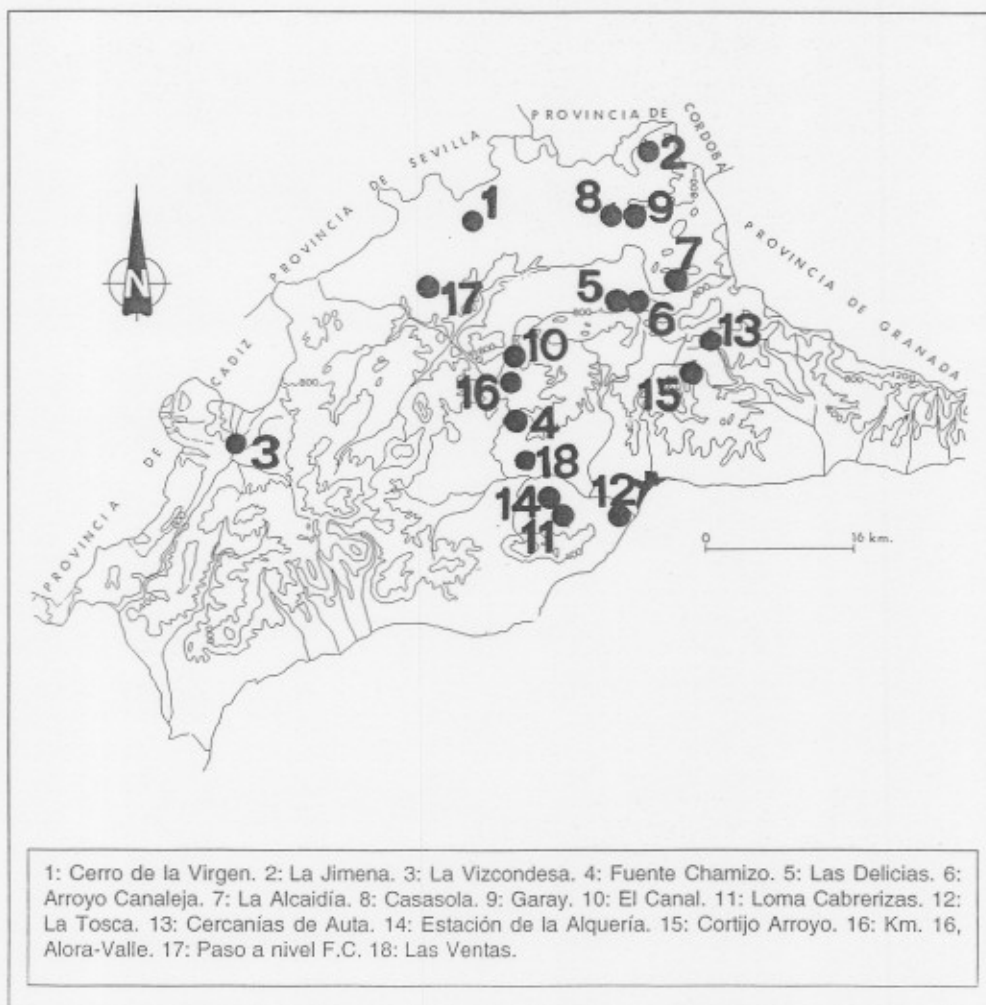 PROVINCIA DE CORDOBA
PROVINCIA DE SEVILLA
PROVINCIA DE GRANADA
PROVINCIA DE CADIZ
N
1
2
8
9
7
17
5
6
13
10
16
15
4
3
18
14
12
11
0 16 km.
1: Cerro de la Virgen. 2: La Jimena. 3: La Vizcondesa. 4: Fuente Chamizo. 5: Las Delicias. 6:
Arroyo Canaleja. 7: La Alcaidía. 8: Casasola. 9: Garay. 10: El Canal. 11: Loma Cabrerizas. 12:
La Tosca. 13: Cercanías de Auta. 14: Estación de la Alquería. 15: Cortijo Arroyo. 16: Km. 16,
Alora-Valle. 17: Paso a nivel F.C. 18: Las Ventas.